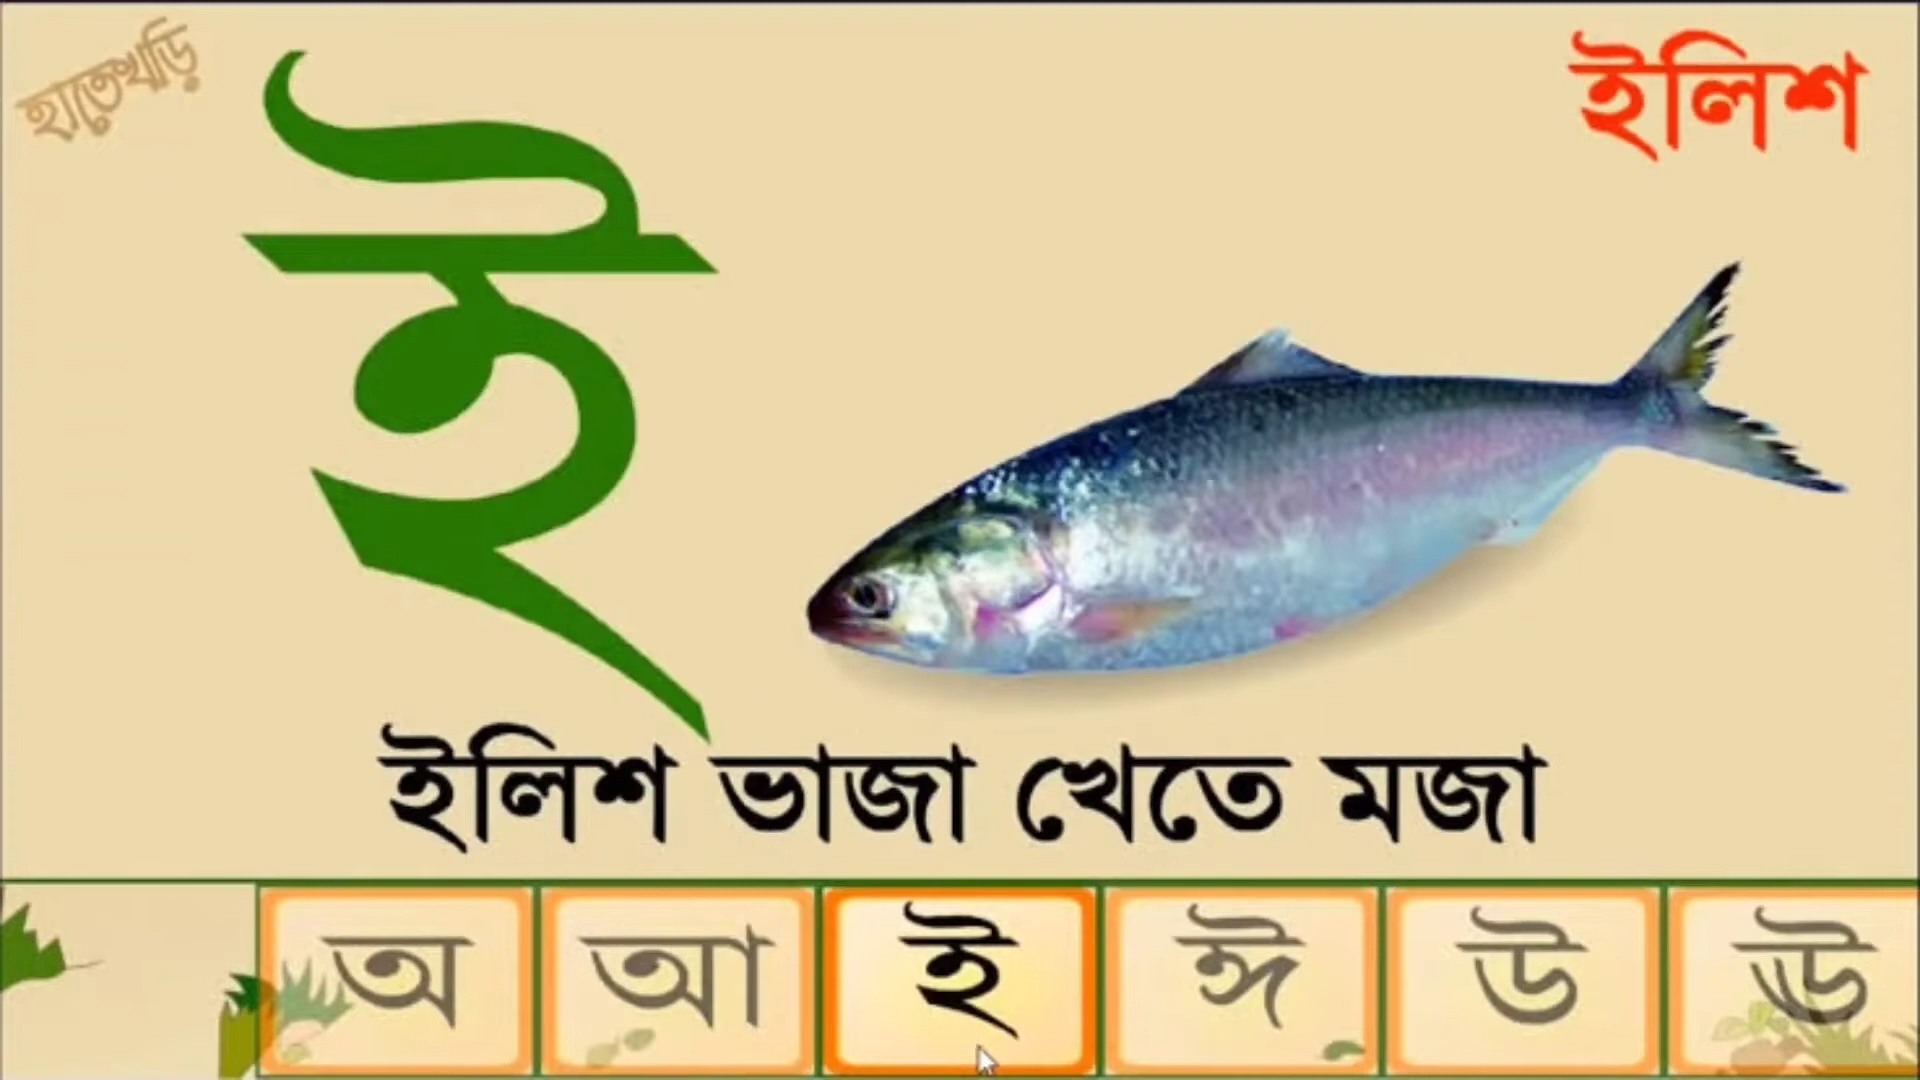 হাতেখড়ি
ই
ইলিশ
ইলিশ ভাজা খেতে মজা
অ আ ই ঈ উ ঊ